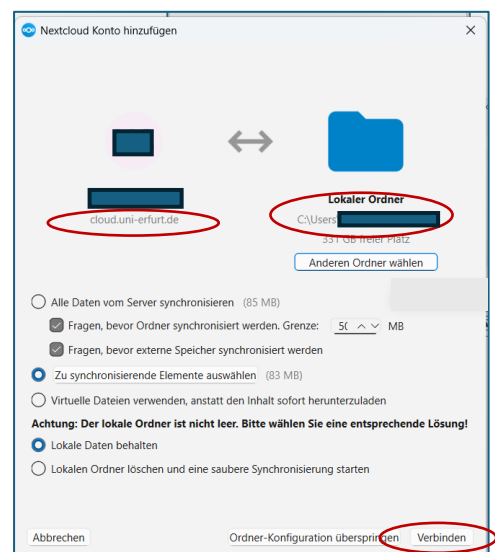 Nextcloud Konto hinzufügen
Lokaler Ordner
cloud.uni-erfurt.de
C:\Users
331 GB freier Platz
Anderen Ordner wählen
Alle Daten vom Server synchronisieren (85 MB)
Fragen, bevor Ordner synchronisiert werden. Grenze: 50 MB
Fragen, bevor externe Speicher synchronisiert werden
Zu synchronisierende Elemente auswählen (83 MB)
Virtuelle Dateien verwenden, anstatt den Inhalt sofort herunterzuladen
Achtung: Der lokale Ordner ist nicht leer. Bitte wählen Sie eine entsprechende Lösung!
Lokale Daten behalten
Lokalen Ordner löschen und eine saubere Synchronisierung starten
Abbrechen Ordner-Konfiguration überspringen Verbinden